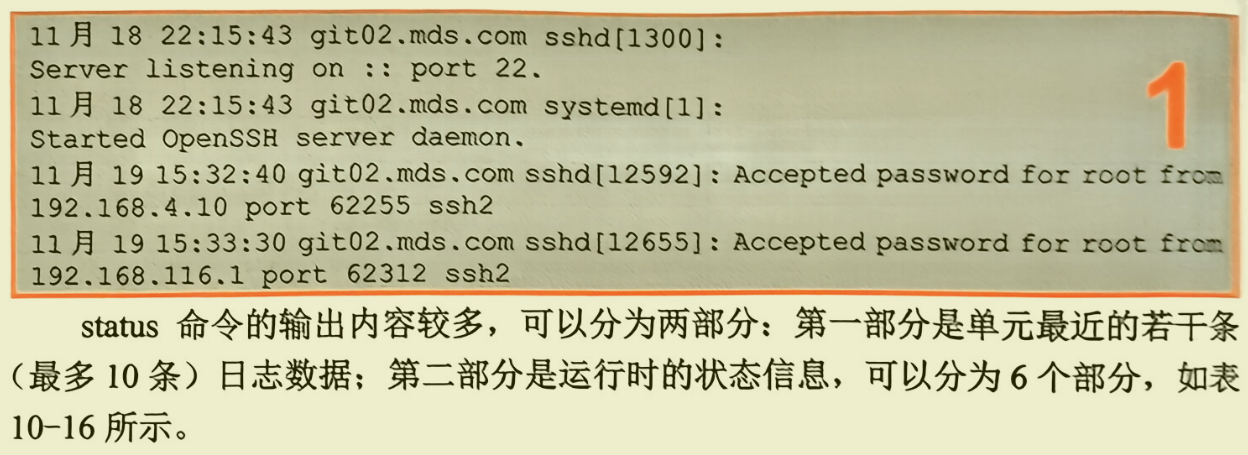 11月 18 22:15:43 git02.mds.com sshd[1300]:
Server listening on :: port 22.
11月 18 22:15:43 git02.mds.com systemd[1]:
Started OpenSSH server daemon.
11月 19 15:32:40 git02.mds.com sshd[12592]: Accepted password for root from
192.168.4.10 port 62255 ssh2
11月 19 15:33:30 git02.mds.com sshd[12655]: Accepted password for root from
192.168.116.1 port 62312 ssh2
1
status 命令的输出内容较多，可以分为两部分：第一部分是单元最近的若干条
（最多 10 条）日志数据；第二部分是运行时的状态信息，可以分为 6 个部分，如表
10-16 所示。